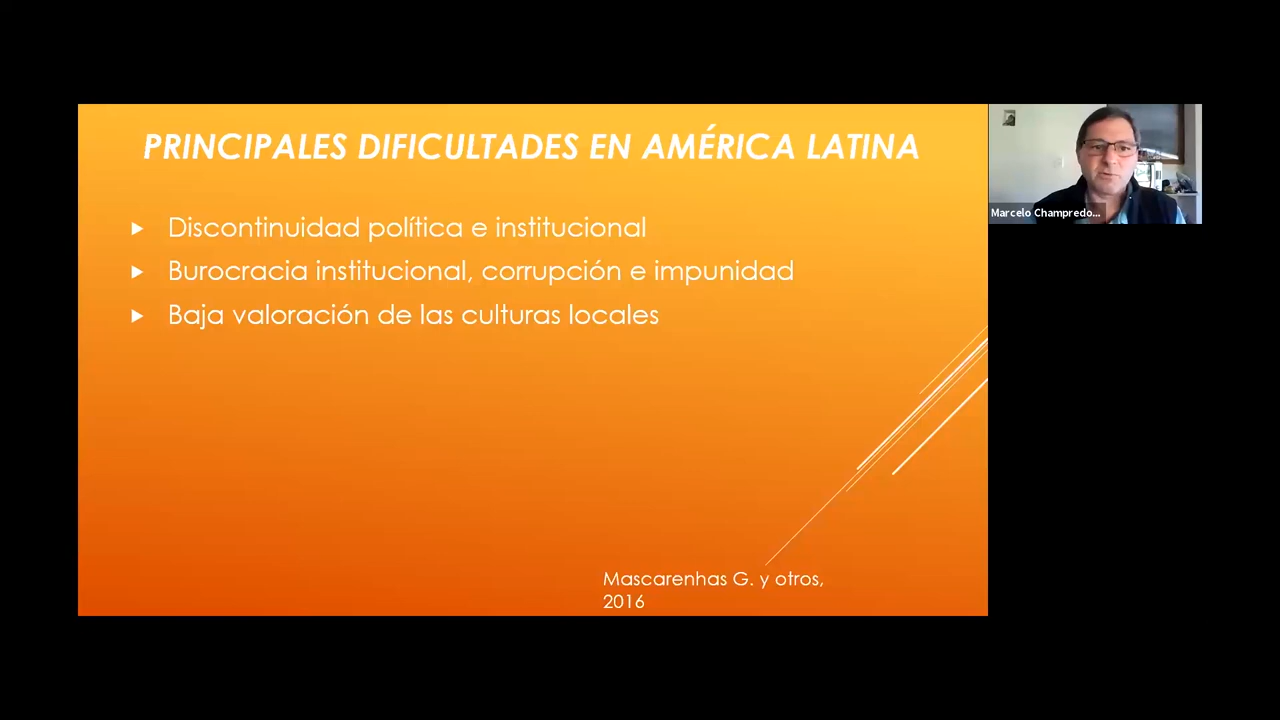 PRINCIPALES DIFICULTADES EN AMÉRICA LATINA
Discontinuidad política e institucional
Burocracia institucional, corrupción e impunidad
Baja valoración de las culturas locales
Mascarenhas G. y otros,
2016
Marcelo Champredo...